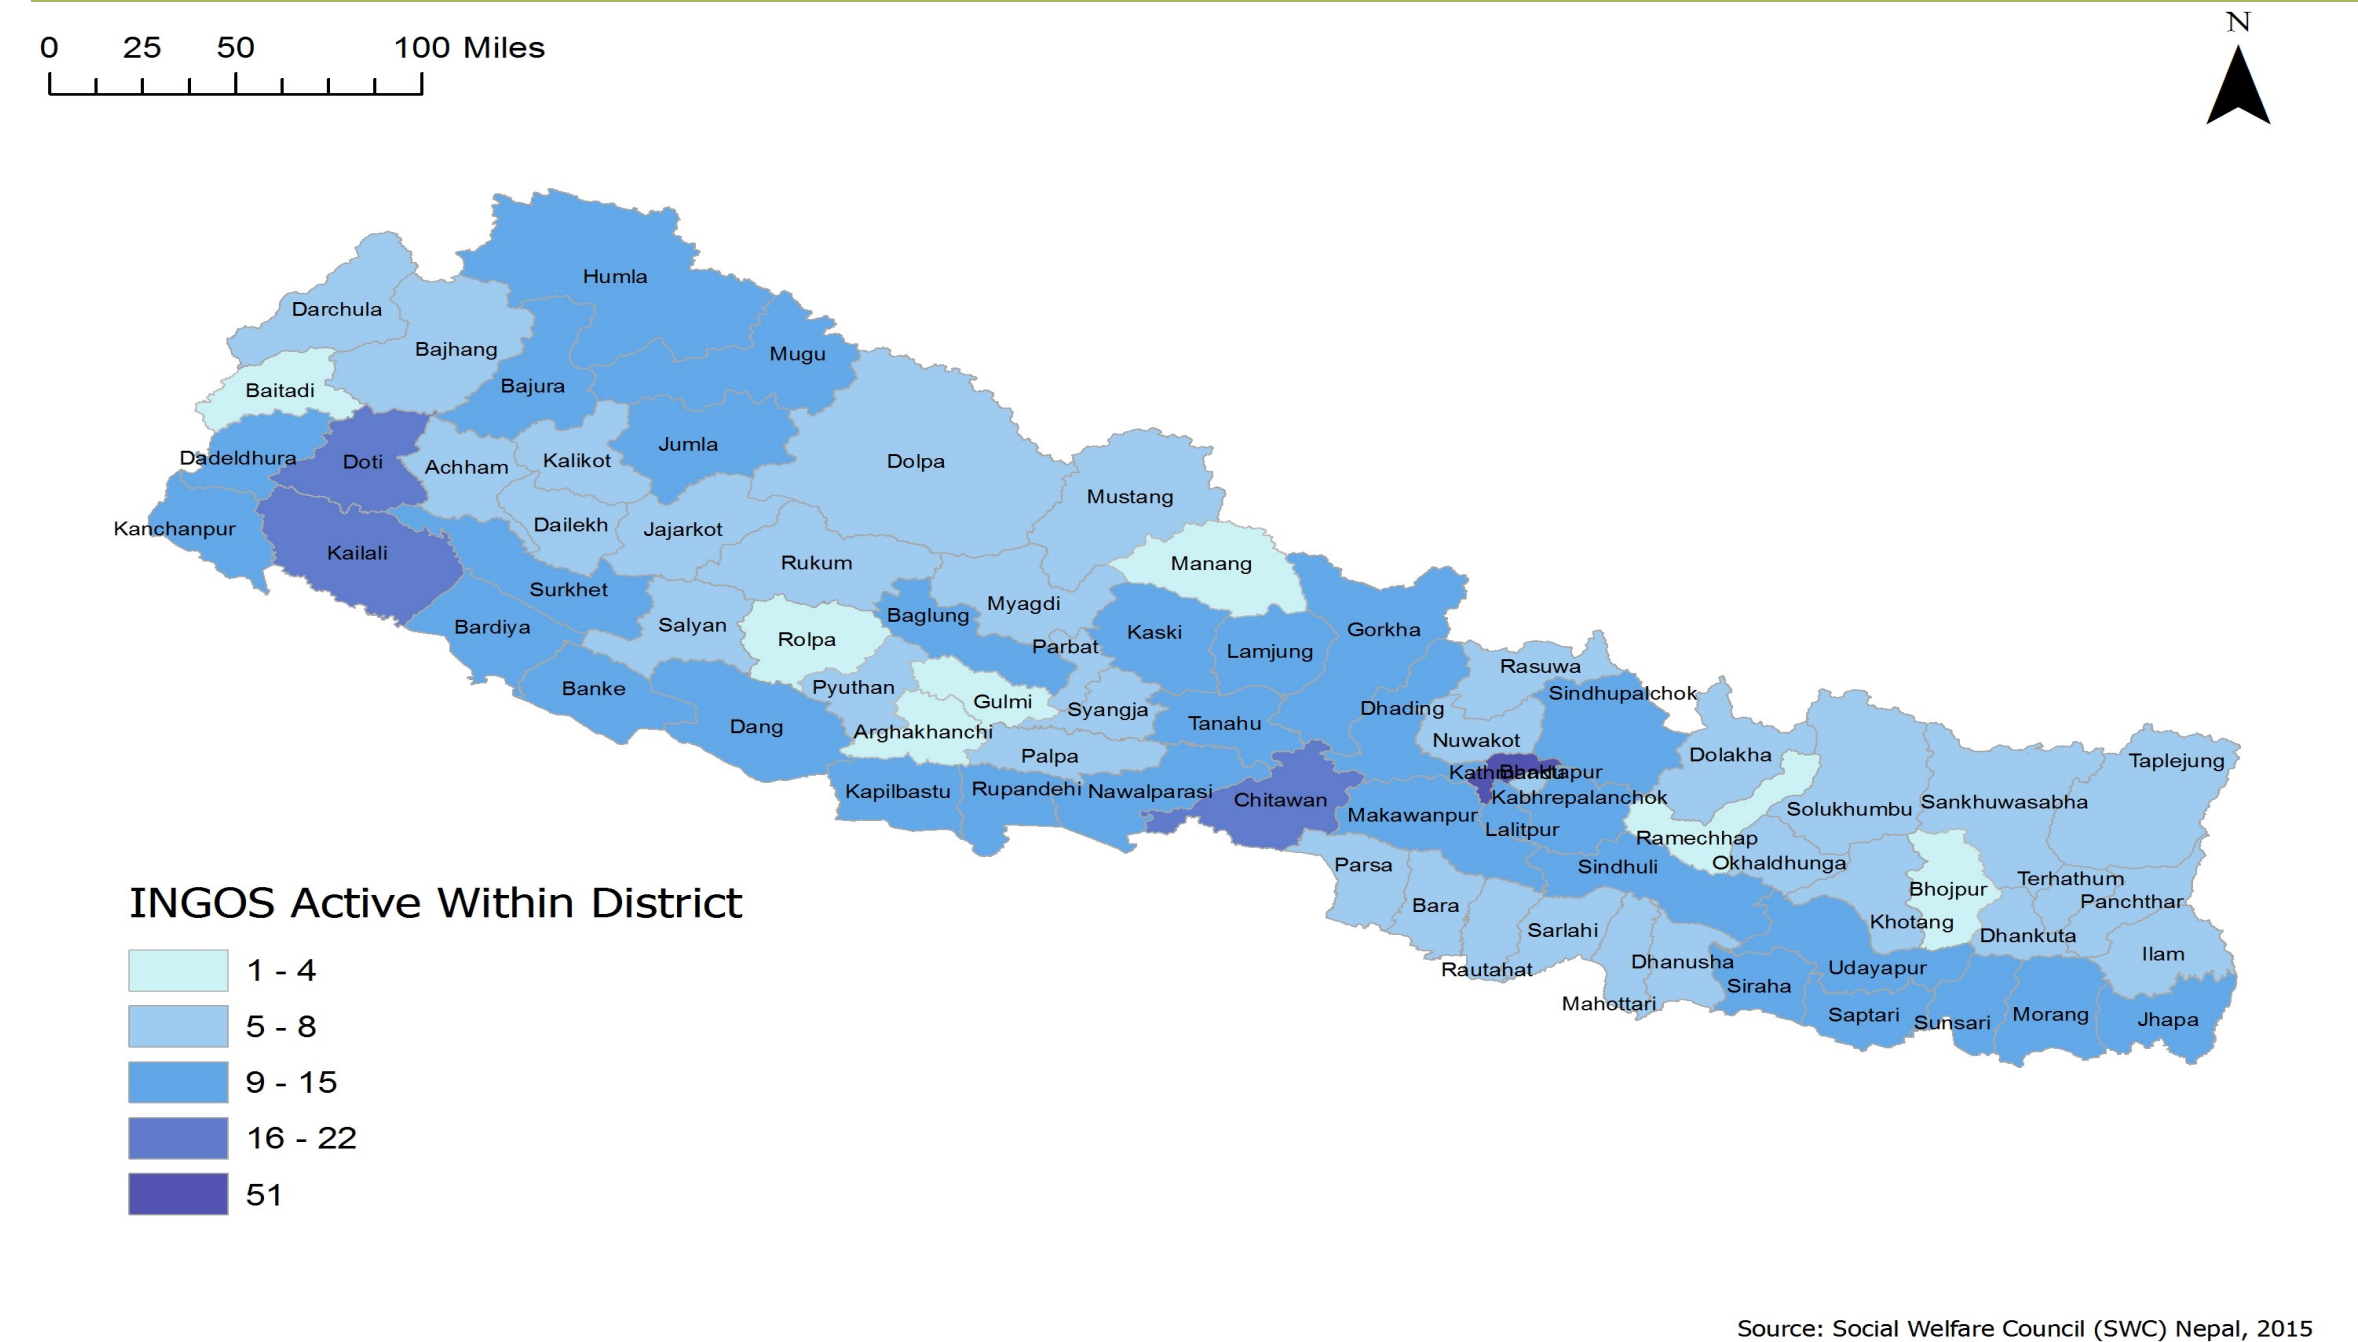 N
0 25 50 100 Miles
Humla
Darchula
Bajhang
Mugu
Bajura
Baitadi
Jumla
Dadeldhura
Doti
Achham
Kalikot
Dolpa
Mustang
Kanchanpur
Dailekh
Jajarkot
Kailali
Rukum
Manang
Surkhet
Myagdi
Baglung
Bardiya
Salyan
Rolpa
Kaski
Gorkha
Parbat
Lamjung
Rasuwa
Banke
Pyuthan
Sindhupalchok
Gulmi
Syangja
Dhading
Dang
Arghakhanchi
Tanahu
Nuwakot
Palpa
Dolakha
Taplejung
Kathmandu
Bhaktapur
Kapilbastu
Rupandehi
Nawalparasi
Chitawan
Kabhrepalanchok
Sankhuwasabha
Solukhumbu
Makawanpur
Lalitpur
Ramechhap
Parsa
Sindhuli
Okhaldhunga
Terhathum
Bhojpur
Panchthar
Bara
Khotang
Sarlahi
Dhankuta
Ilam
Rautahat
Dhanusha
Udayapur
Siraha
Mahottari
Saptari
Sunsari
Morang
Jhapa
INGOS Active Within District
1 - 4
5 - 8
9 - 15
16 - 22
51
Source: Social Welfare Council (SWC) Nepal, 2015